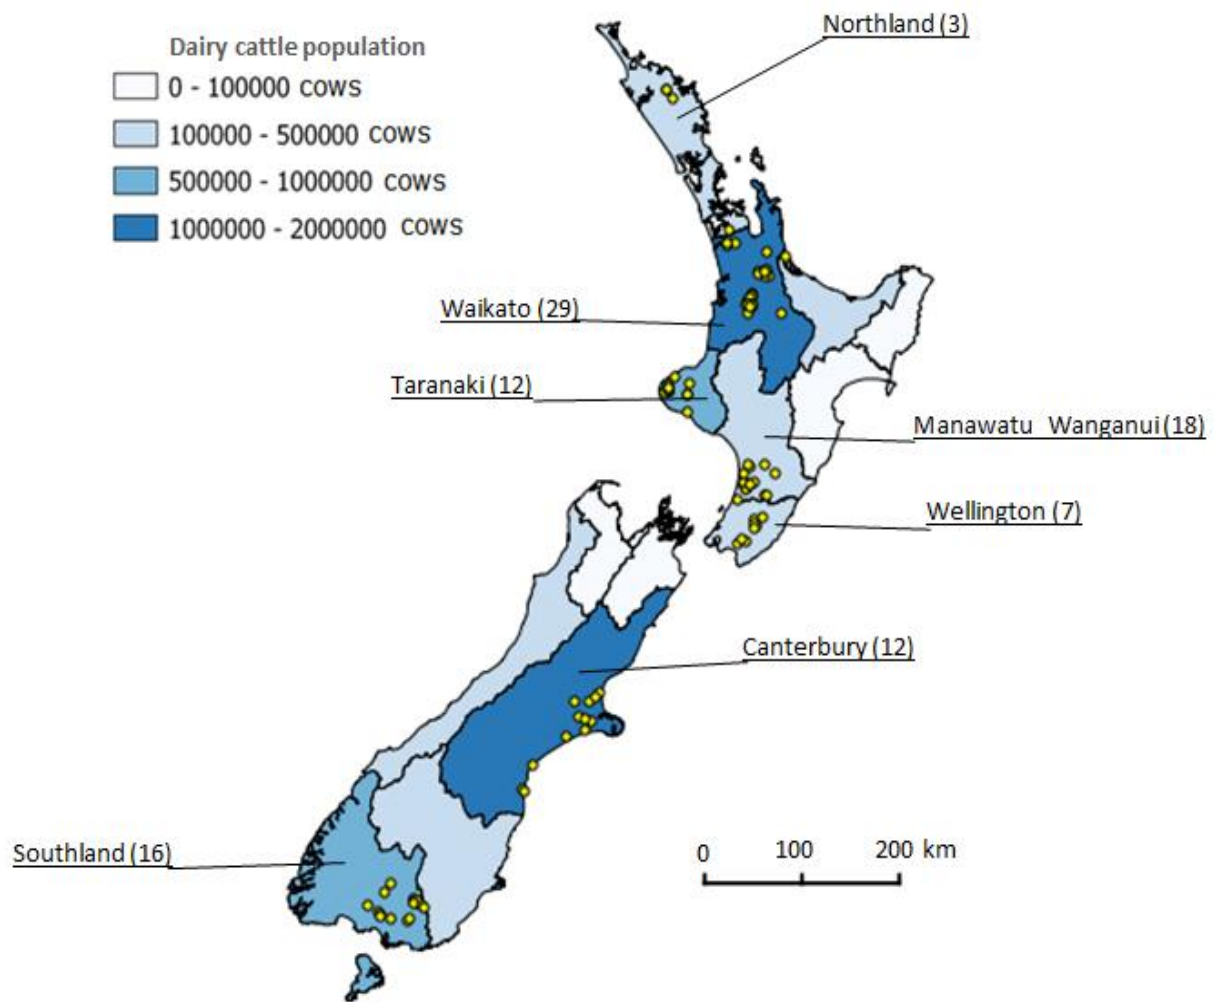 Northland (3)
Dairy cattle population
0 - 100000 cows
100000 - 500000 cows
500000 - 1000000 cows
1000000 - 2000000 cows
Waikato (29)
Taranaki (12)
Manawatu Wanganui (18)
Wellington (7)
Canterbury (12)
Southland (16)
0 100 200 km